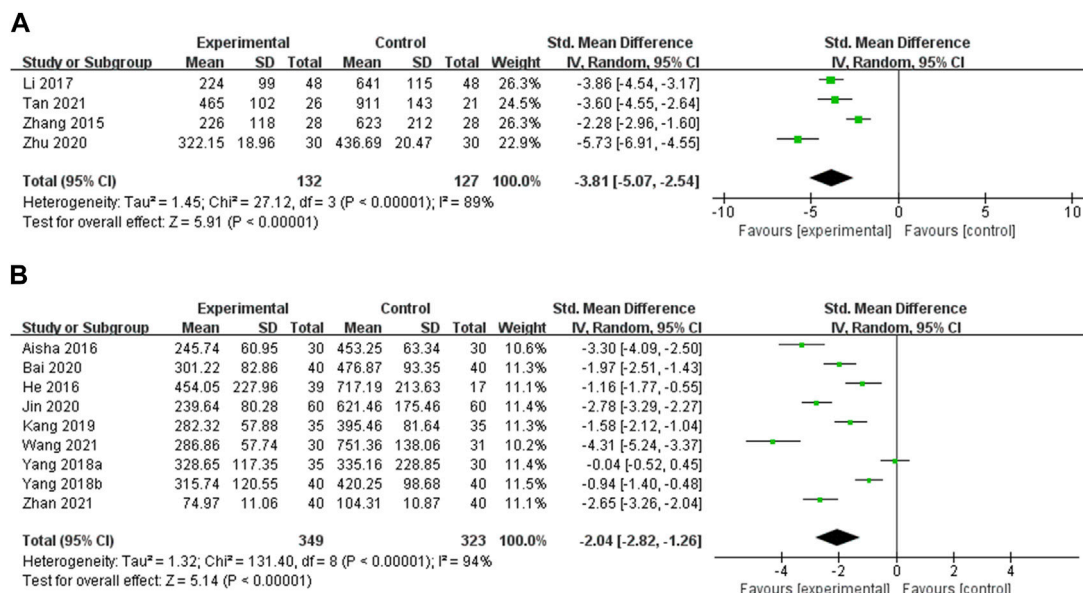 A
Experimental Control Std. Mean Difference Std. Mean Difference
Study or Subgroup Mean SD Total Mean SD Total Weight IV, Random, 95% CI IV, Random, 95% CI
Li 2017 224 99 48 641 115 48 26.3% -3.86 [-4.54, -3.17]
Tan 2021 465 102 26 911 143 21 24.5% -3.60 [-4.55, -2.64]
Zhang 2015 226 118 28 623 212 28 26.3% -2.28 [-2.96, -1.60]
Zhu 2020 322.15 18.96 30 436.69 20.47 30 22.9% -5.73 [-6.91, -4.55]
Total (95% CI) 132 127 100.0% -3.81 [-5.07, -2.54]
Heterogeneity: Tau² = 1.45; Chi² = 27.12, df = 3 (P < 0.00001); I² = 89%
Test for overall effect: Z = 5.91 (P < 0.00001)
-10 -5 0 5 10
Favours [experimental] Favours [control]
B
Experimental Control Std. Mean Difference Std. Mean Difference
Study or Subgroup Mean SD Total Mean SD Total Weight IV, Random, 95% CI IV, Random, 95% CI
Aisha 2016 245.74 60.95 30 453.25 63.34 30 10.6% -3.30 [-4.09, -2.50]
Bai 2020 301.22 82.86 40 476.87 93.35 40 11.3% -1.97 [-2.51, -1.43]
He 2016 454.05 227.96 39 717.19 213.63 17 11.1% -1.16 [-1.77, -0.55]
Jin 2020 239.64 80.28 60 621.46 175.46 60 11.4% -2.78 [-3.29, -2.27]
Kang 2019 282.32 57.88 35 395.46 81.64 35 11.3% -1.58 [-2.12, -1.04]
Wang 2021 286.86 57.74 30 751.36 138.06 31 10.2% -4.31 [-5.24, -3.37]
Yang 2018a 328.65 117.35 35 335.16 228.85 30 11.4% -0.04 [-0.52, 0.45]
Yang 2018b 315.74 120.55 40 420.25 98.68 40 11.5% -0.94 [-1.40, -0.48]
Zhan 2021 74.97 11.06 40 104.31 10.87 40 11.1% -2.65 [-3.26, -2.04]
Total (95% CI) 349 323 100.0% -2.04 [-2.82, -1.26]
Heterogeneity: Tau² = 1.32; Chi² = 131.40, df = 8 (P < 0.00001); I² = 94%
Test for overall effect: Z = 5.14 (P < 0.00001)
-4 -2 0 2 4
Favours [experimental] Favours [control]